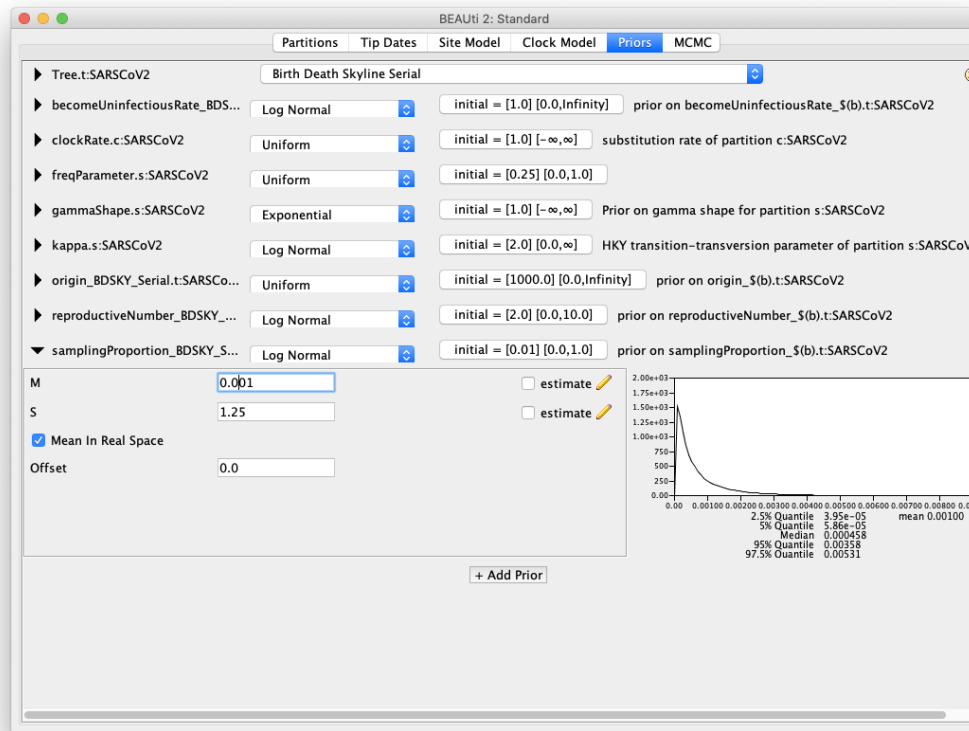 BEAUti 2: Standard
Partitions Tip Dates Site Model Clock Model Priors MCMC
Tree.t:SARSCoV2 Birth Death Skyline Serial
becomeUninfectiousRate_BDS... Log Normal initial = [1.0] [0.0,Infinity] prior on becomeUninfectiousRate_$(b).t:SARSCoV2
clockRate.c:SARSCoV2 Uniform initial = [1.0] [-∞,∞] substitution rate of partition c:SARSCoV2
freqParameter.s:SARSCoV2 Uniform initial = [0.25] [0.0,1.0]
gammaShape.s:SARSCoV2 Exponential initial = [1.0] [-∞,∞] Prior on gamma shape for partition s:SARSCoV2
kappa.s:SARSCoV2 Log Normal initial = [2.0] [0.0,∞] HKY transition-transversion parameter of partition s:SARSCoV
origin_BDSKY_Serial.t:SARSCo... Uniform initial = [1000.0] [0.0,Infinity] prior on origin_$(b).t:SARSCoV2
reproductiveNumber_BDSKY_... Log Normal initial = [2.0] [0.0,10.0] prior on reproductiveNumber_$(b).t:SARSCoV2
samplingProportion_BDSKY_S... Log Normal initial = [0.01] [0.0,1.0] prior on samplingProportion_$(b).t:SARSCoV2
M 0.001 estimate
S 1.25 estimate
Mean In Real Space
Offset 0.0
2.00e+03
1.75e+03
1.50e+03
1.25e+03
1.00e+03
750
500
250
0.00
0.00 0.00100 0.00200 0.00300 0.00400 0.00500 0.00600 0.00700 0.00800 0.
2.5% Quantile 3.95e-05 mean 0.00100
5% Quantile 5.86e-05
Median 0.000458
95% Quantile 0.00358
97.5% Quantile 0.00531
+ Add Prior